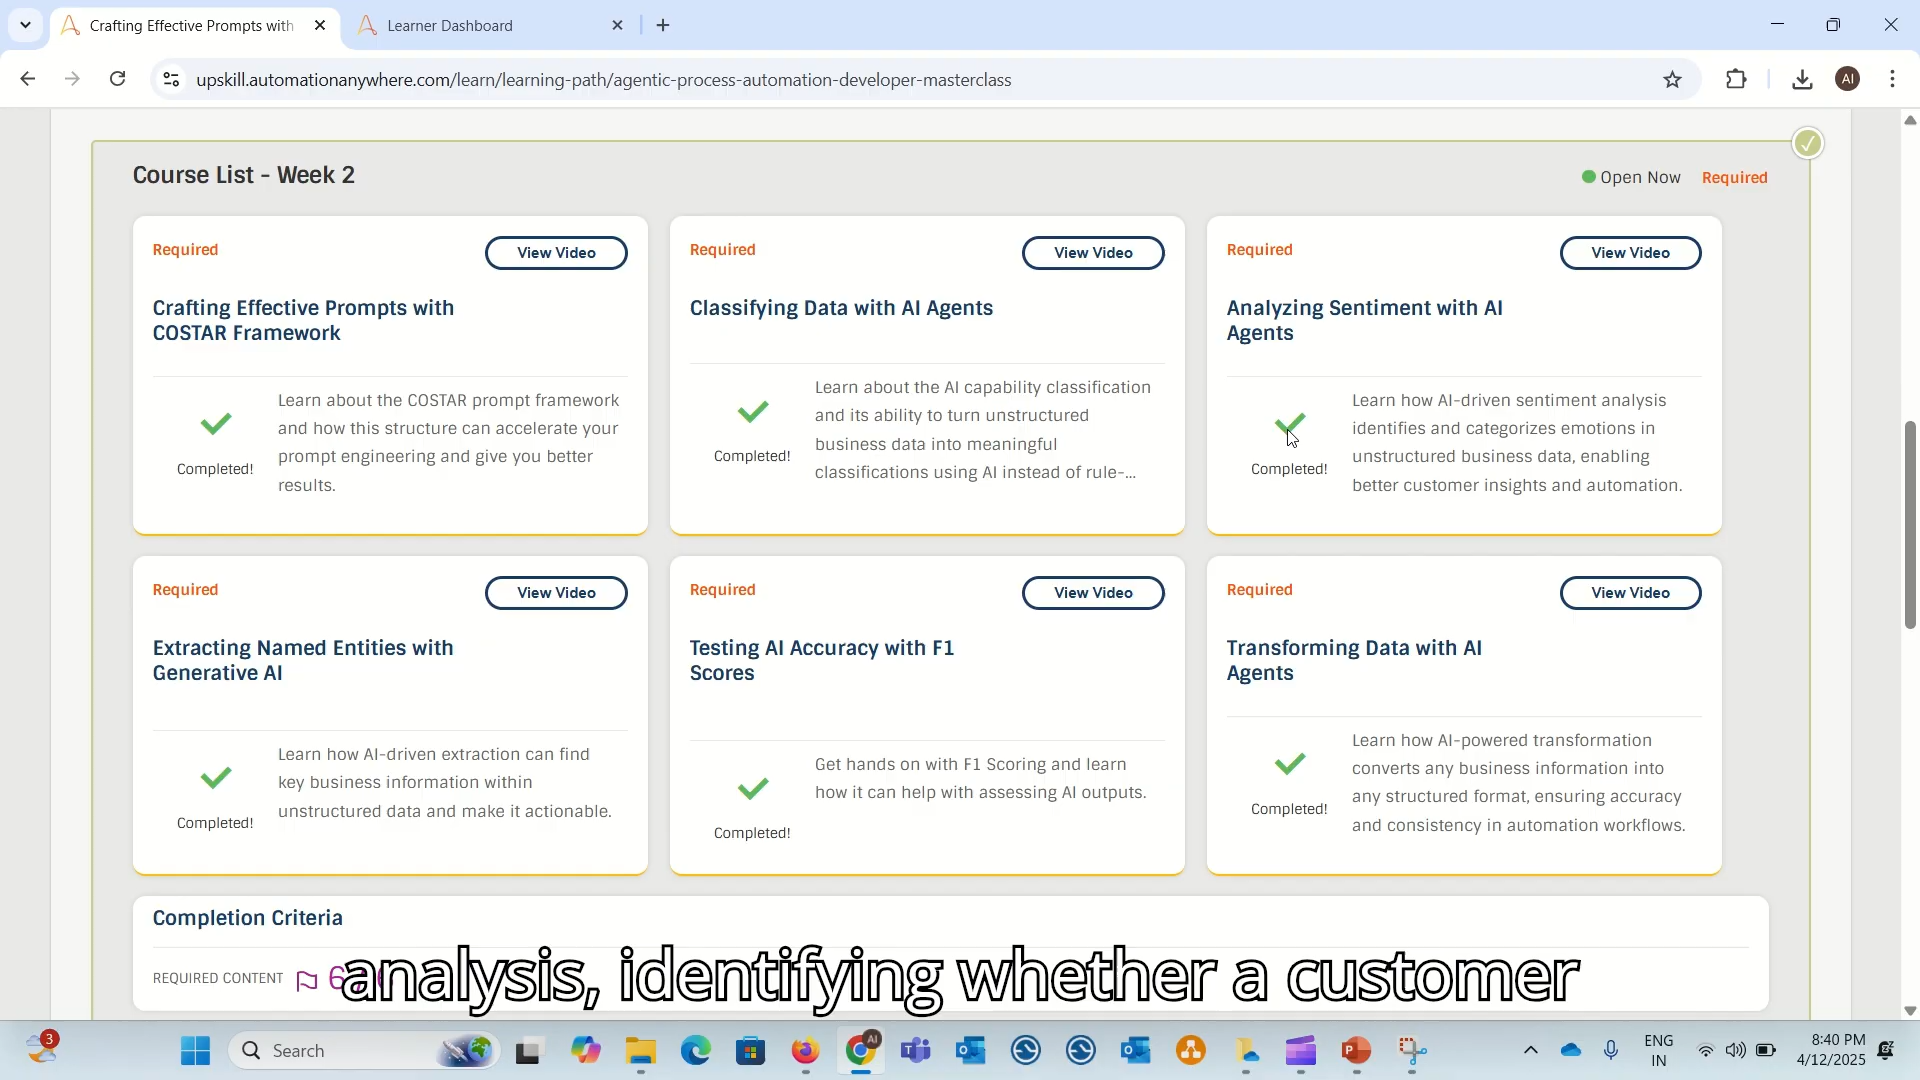 Crafting Effective Prompts with
Learner Dashboard
upskill.automationanywhere.com/learn/learning-path/agentic-process-automation-developer-masterclass
AI
Course List - Week 2
Open Now
Required
Required
View Video
Crafting Effective Prompts with
COSTAR Framework
Completed!
Learn about the COSTAR prompt framework
and how this structure can accelerate your
prompt engineering and give you better
results.
Required
View Video
Classifying Data with AI Agents
Completed!
Learn about the AI capability classification
and its ability to turn unstructured
business data into meaningful
classifications using AI instead of rule-...
Required
View Video
Analyzing Sentiment with AI
Agents
Completed!
Learn how AI-driven sentiment analysis
identifies and categorizes emotions in
unstructured business data, enabling
better customer insights and automation.
Required
View Video
Extracting Named Entities with
Generative AI
Completed!
Learn how AI-driven extraction can find
key business information within
unstructured data and make it actionable.
Required
View Video
Testing AI Accuracy with F1
Scores
Completed!
Get hands on with F1 Scoring and learn
how it can help with assessing AI outputs.
Required
View Video
Transforming Data with AI
Agents
Completed!
Learn how AI-powered transformation
converts any business information into
any structured format, ensuring accuracy
and consistency in automation workflows.
Completion Criteria
REQUIRED CONTENT
analysis, identifying whether a customer
3
Search
AI
ENG
IN
8:40 PM
4/12/2025